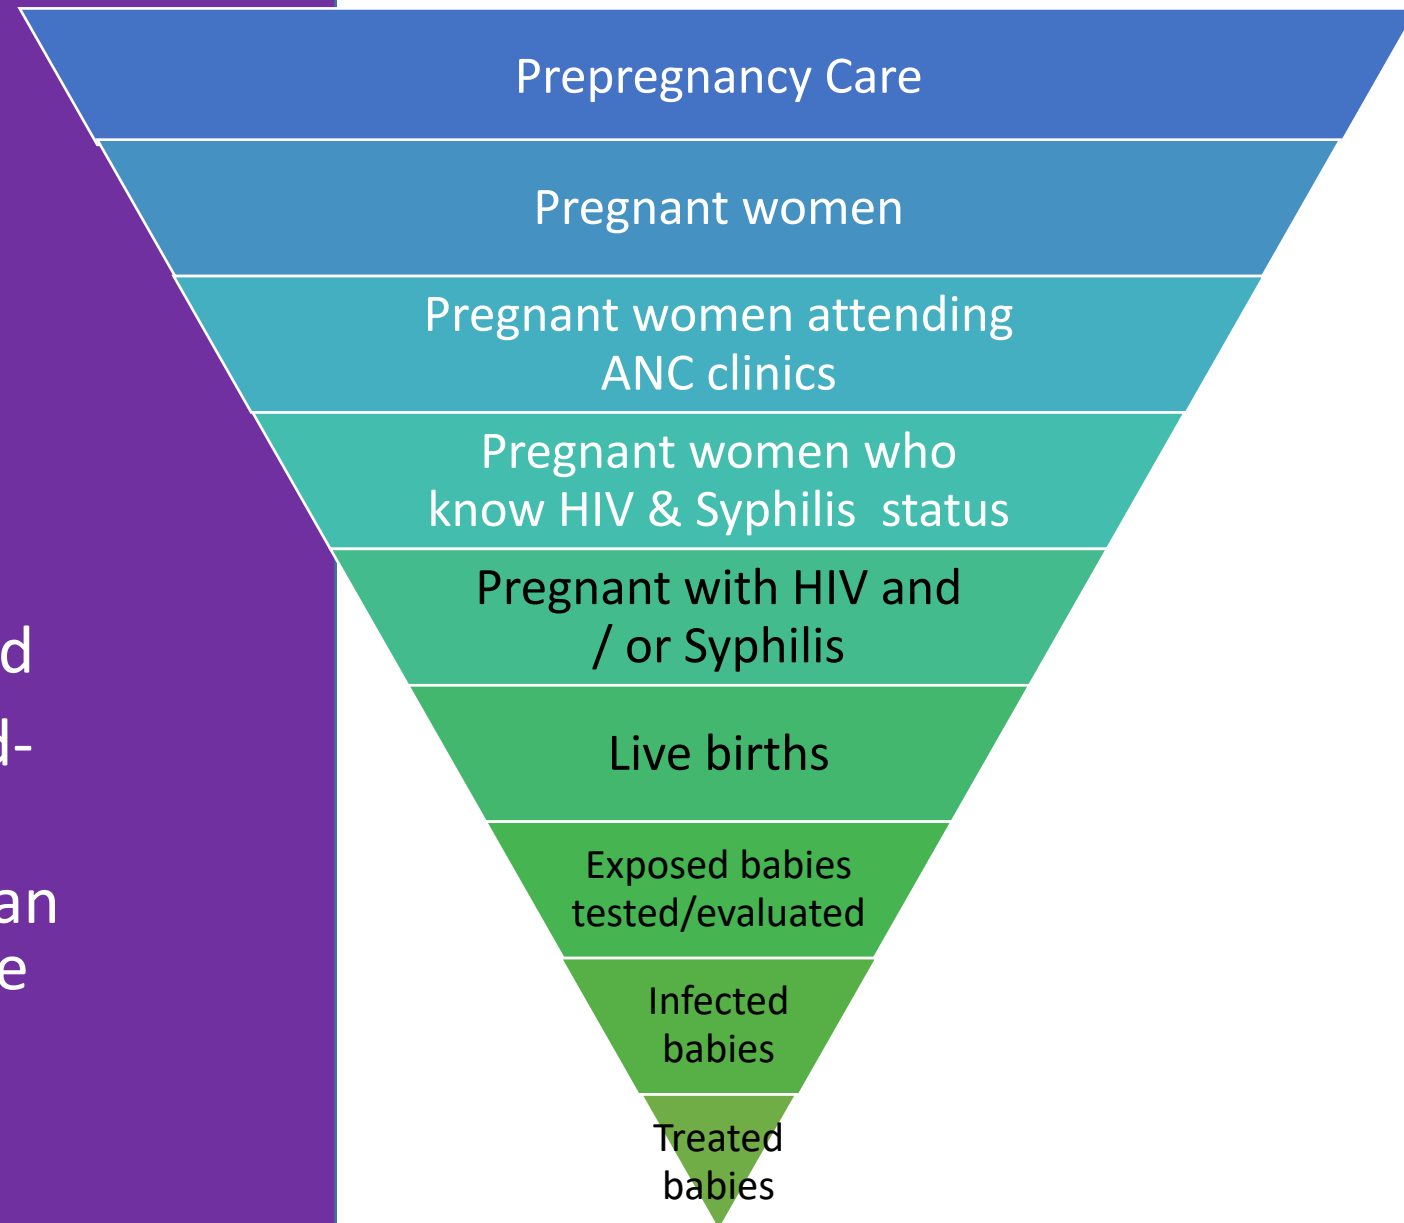 Prepregnancy Care
Pregnant women
Pregnant women attending
ANC clinics
Pregnant women who
know HIV & Syphilis  status
Pregnant with HIV and
/ or Syphilis
Live births
Exposed babies
tested/evaluated
Infected
babies
Treated
babies
d
d-
an
e